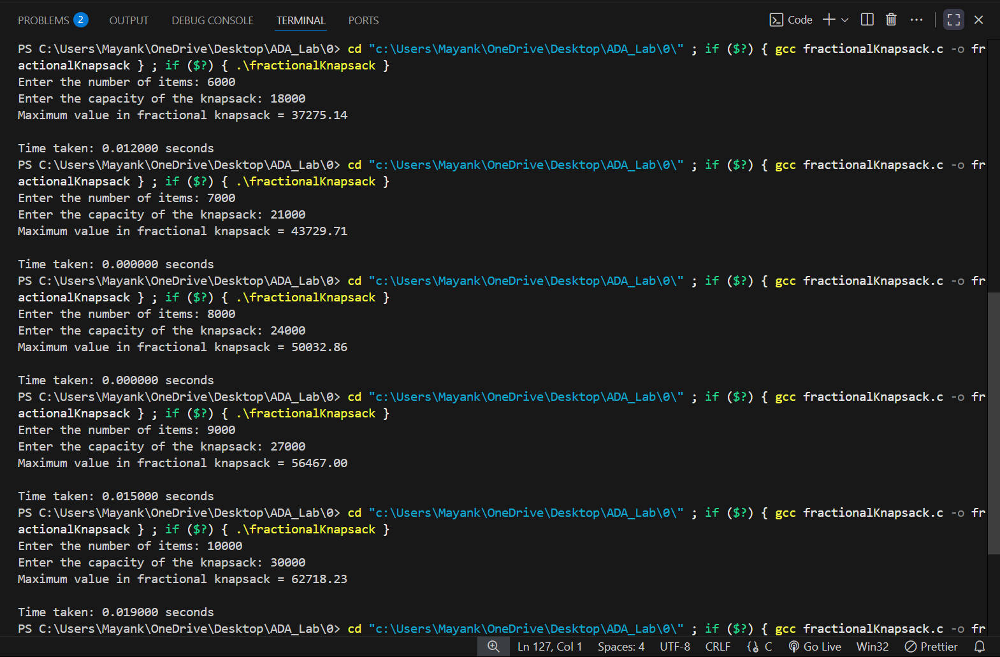 PROBLEMS 2 OUTPUT DEBUG CONSOLE TERMINAL PORTS Code
PS C:\Users\Mayank\OneDrive\Desktop\ADA_Lab\0> cd "c:\Users\Mayank\OneDrive\Desktop\ADA_Lab\0\" ; if ($?) { gcc fractionalKnapsack.c -o fr
actionalKnapsack } ; if ($?) { .\fractionalKnapsack }
Enter the number of items: 6000
Enter the capacity of the knapsack: 18000
Maximum value in fractional knapsack = 37275.14
Time taken: 0.012000 seconds
PS C:\Users\Mayank\OneDrive\Desktop\ADA_Lab\0> cd "c:\Users\Mayank\OneDrive\Desktop\ADA_Lab\0\" ; if ($?) { gcc fractionalKnapsack.c -o fr
actionalKnapsack } ; if ($?) { .\fractionalKnapsack }
Enter the number of items: 7000
Enter the capacity of the knapsack: 21000
Maximum value in fractional knapsack = 43729.71
Time taken: 0.000000 seconds
PS C:\Users\Mayank\OneDrive\Desktop\ADA_Lab\0> cd "c:\Users\Mayank\OneDrive\Desktop\ADA_Lab\0\" ; if ($?) { gcc fractionalKnapsack.c -o fr
actionalKnapsack } ; if ($?) { .\fractionalKnapsack }
Enter the number of items: 8000
Enter the capacity of the knapsack: 24000
Maximum value in fractional knapsack = 50032.86
Time taken: 0.000000 seconds
PS C:\Users\Mayank\OneDrive\Desktop\ADA_Lab\0> cd "c:\Users\Mayank\OneDrive\Desktop\ADA_Lab\0\" ; if ($?) { gcc fractionalKnapsack.c -o fr
actionalKnapsack } ; if ($?) { .\fractionalKnapsack }
Enter the number of items: 9000
Enter the capacity of the knapsack: 27000
Maximum value in fractional knapsack = 56467.00
Time taken: 0.015000 seconds
PS C:\Users\Mayank\OneDrive\Desktop\ADA_Lab\0> cd "c:\Users\Mayank\OneDrive\Desktop\ADA_Lab\0\" ; if ($?) { gcc fractionalKnapsack.c -o fr
actionalKnapsack } ; if ($?) { .\fractionalKnapsack }
Enter the number of items: 10000
Enter the capacity of the knapsack: 30000
Maximum value in fractional knapsack = 62718.23
Time taken: 0.019000 seconds
PS C:\Users\Mayank\OneDrive\Desktop\ADA_Lab\0> cd "c:\Users\Mayank\OneDrive\Desktop\ADA_Lab\0\" ; if ($?) { gcc fractionalKnapsack.c -o fr
Ln 127, Col 1 Spaces: 4 UTF-8 CRLF C Go Live Win32 Prettier